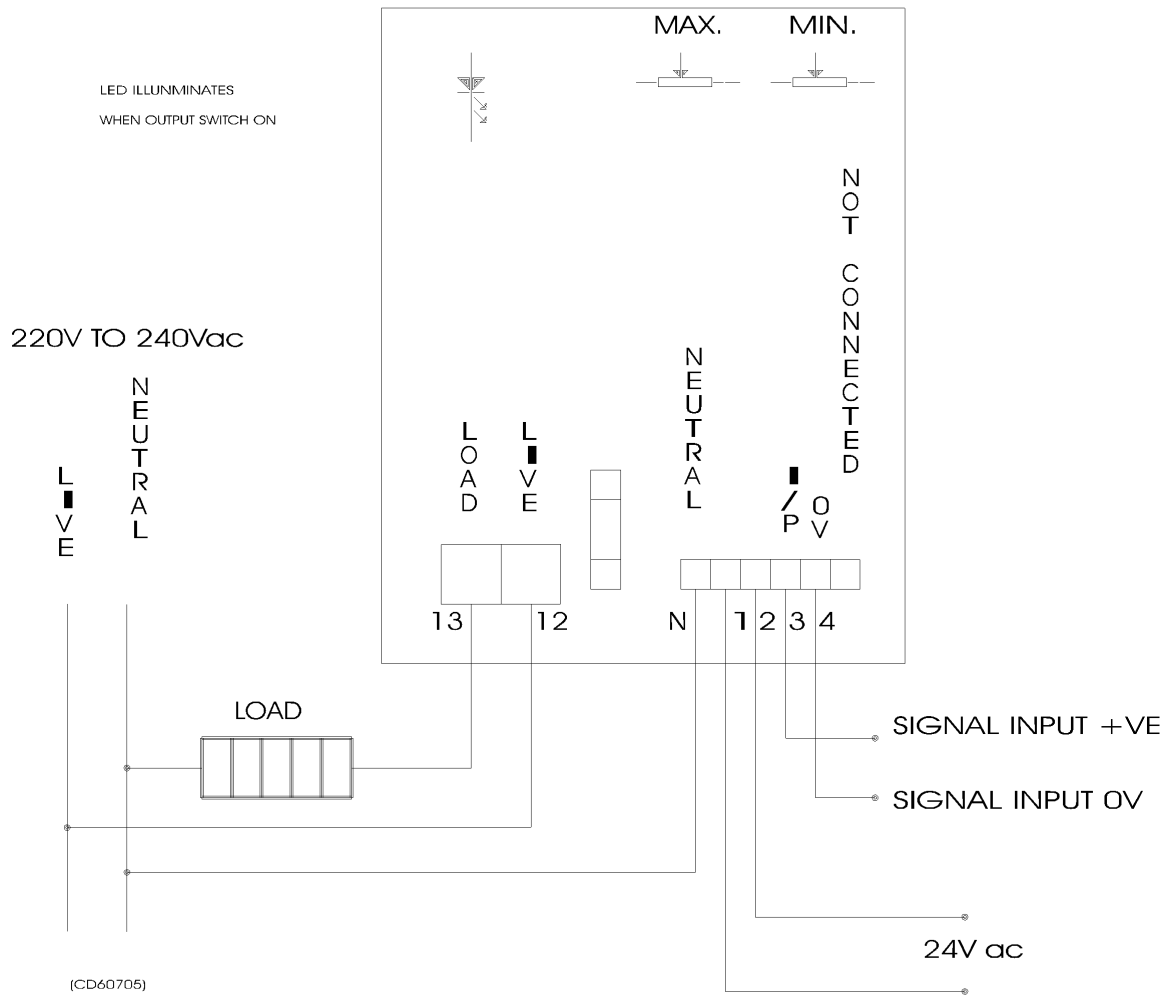 MAX.
MIN.
LED ILLUNMINATES
WHEN OUTPUT SWITCH ON
NOT CONNECTED
220V TO 240Vac
LIVE
NEUTRAL
LOAD
LIVE
NEUTRAL
I/P
0V
13
12
N
1
2
3
4
LOAD
SIGNAL INPUT +VE
SIGNAL INPUT 0V
24V ac
(CD60705)